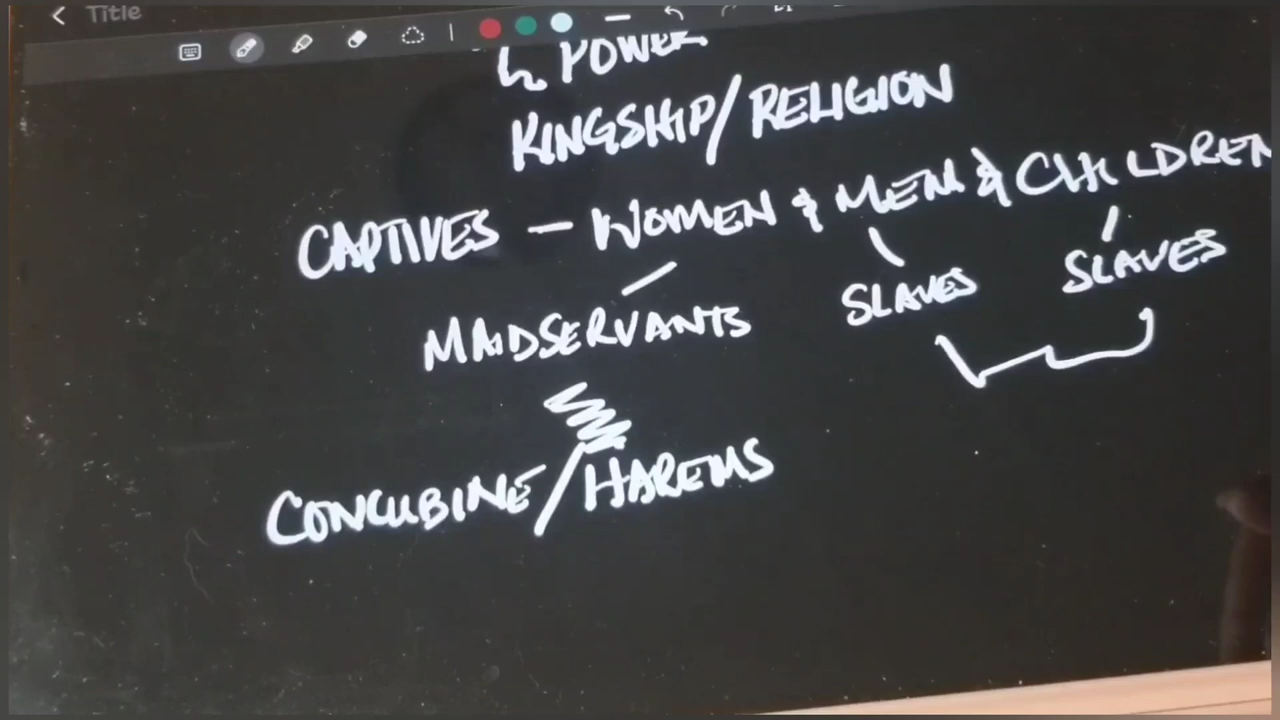 Title
POWER
KINGSHIP/RELIGION
CAPTIVES - WOMEN & MEN & CHILDREN
MAIDSERVANTS SLAVES SLAVES
CONCUBINE/HAREMS